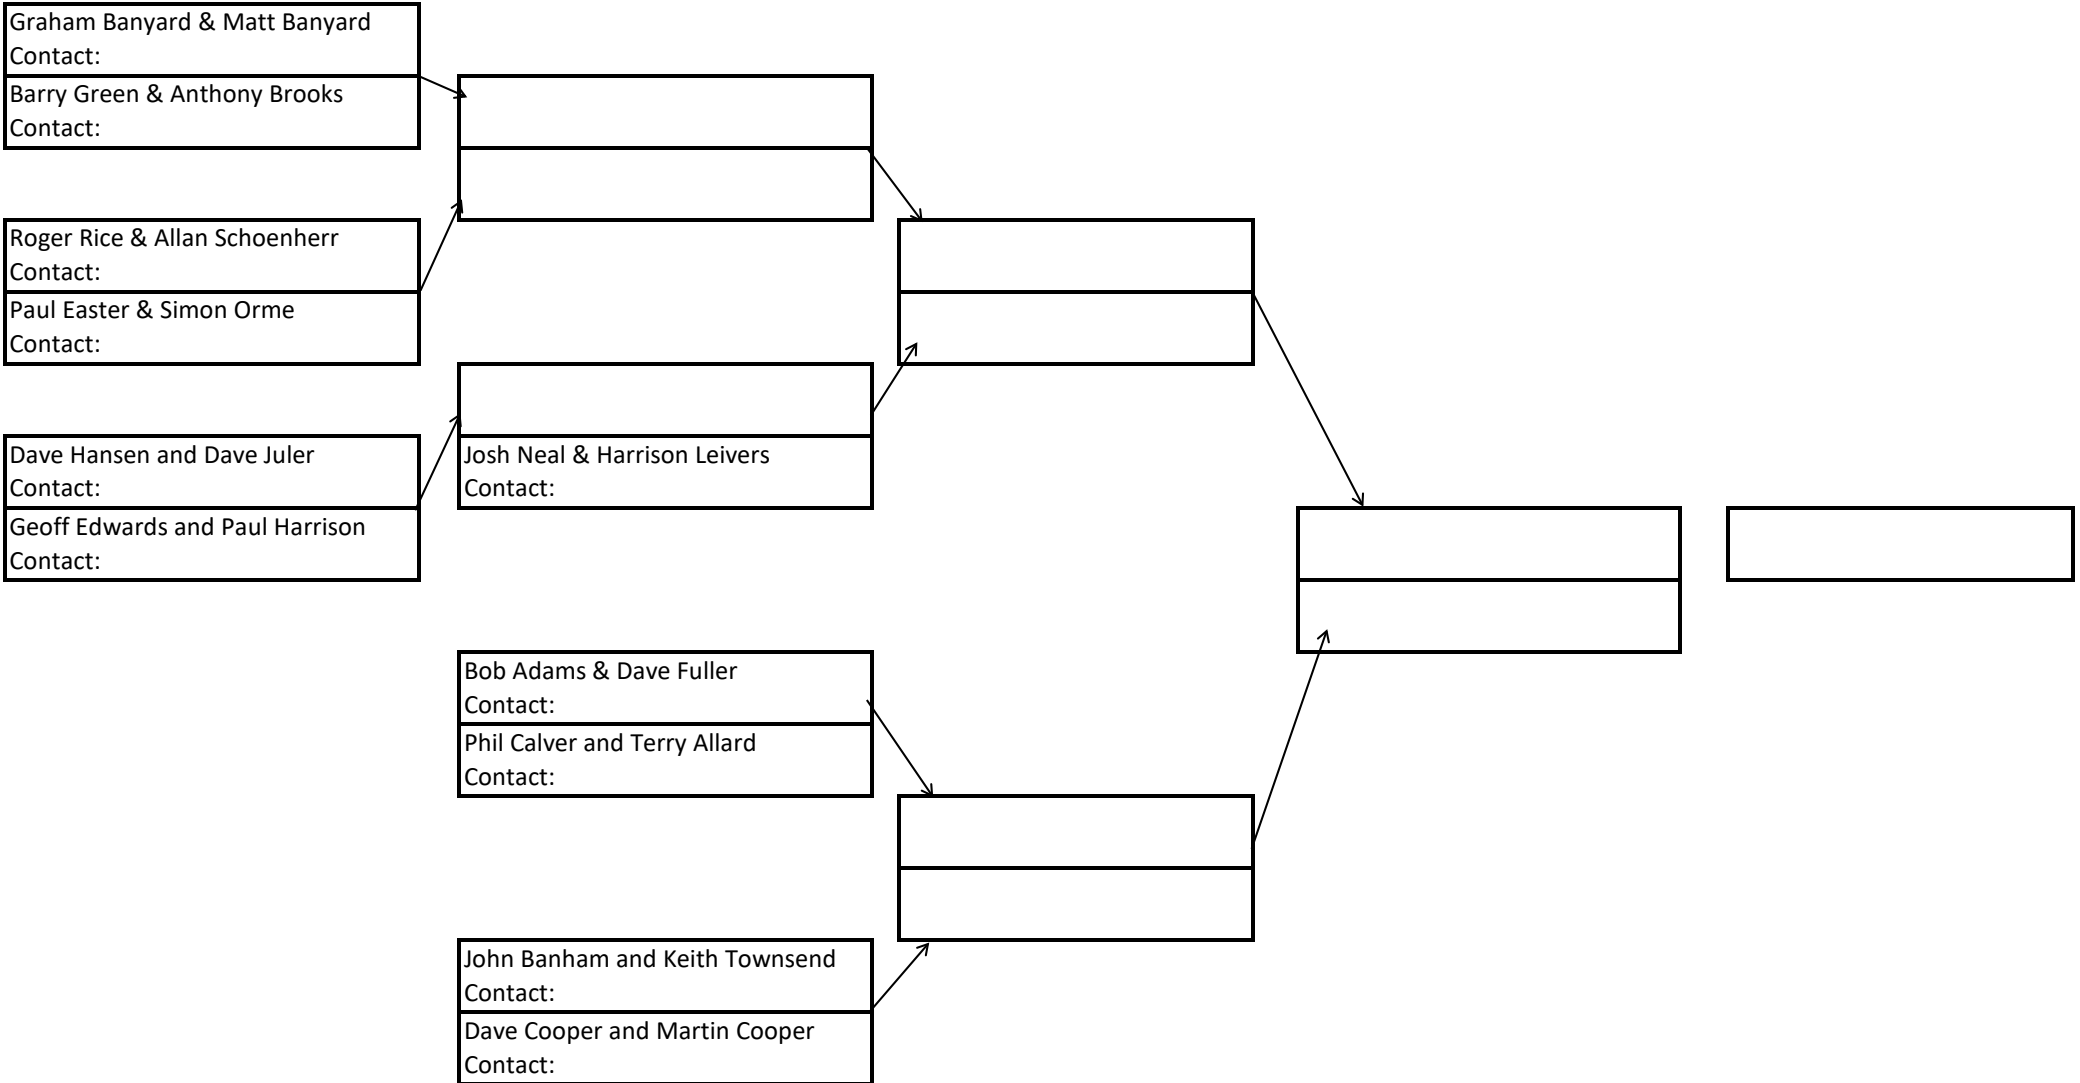 Graham Banyard & Matt Banyard
Contact:
Barry Green & Anthony Brooks
Contact:
Roger Rice & Allan Schoenherr
Contact:
Paul Easter & Simon Orme
Contact:
Dave Hansen and Dave Juler
Contact:
Geoff Edwards and Paul Harrison
Contact:
Josh Neal & Harrison Leivers
Contact:
Bob Adams & Dave Fuller
Contact:
Phil Calver and Terry Allard
Contact:
John Banham and Keith Townsend
Contact:
Dave Cooper and Martin Cooper
Contact: